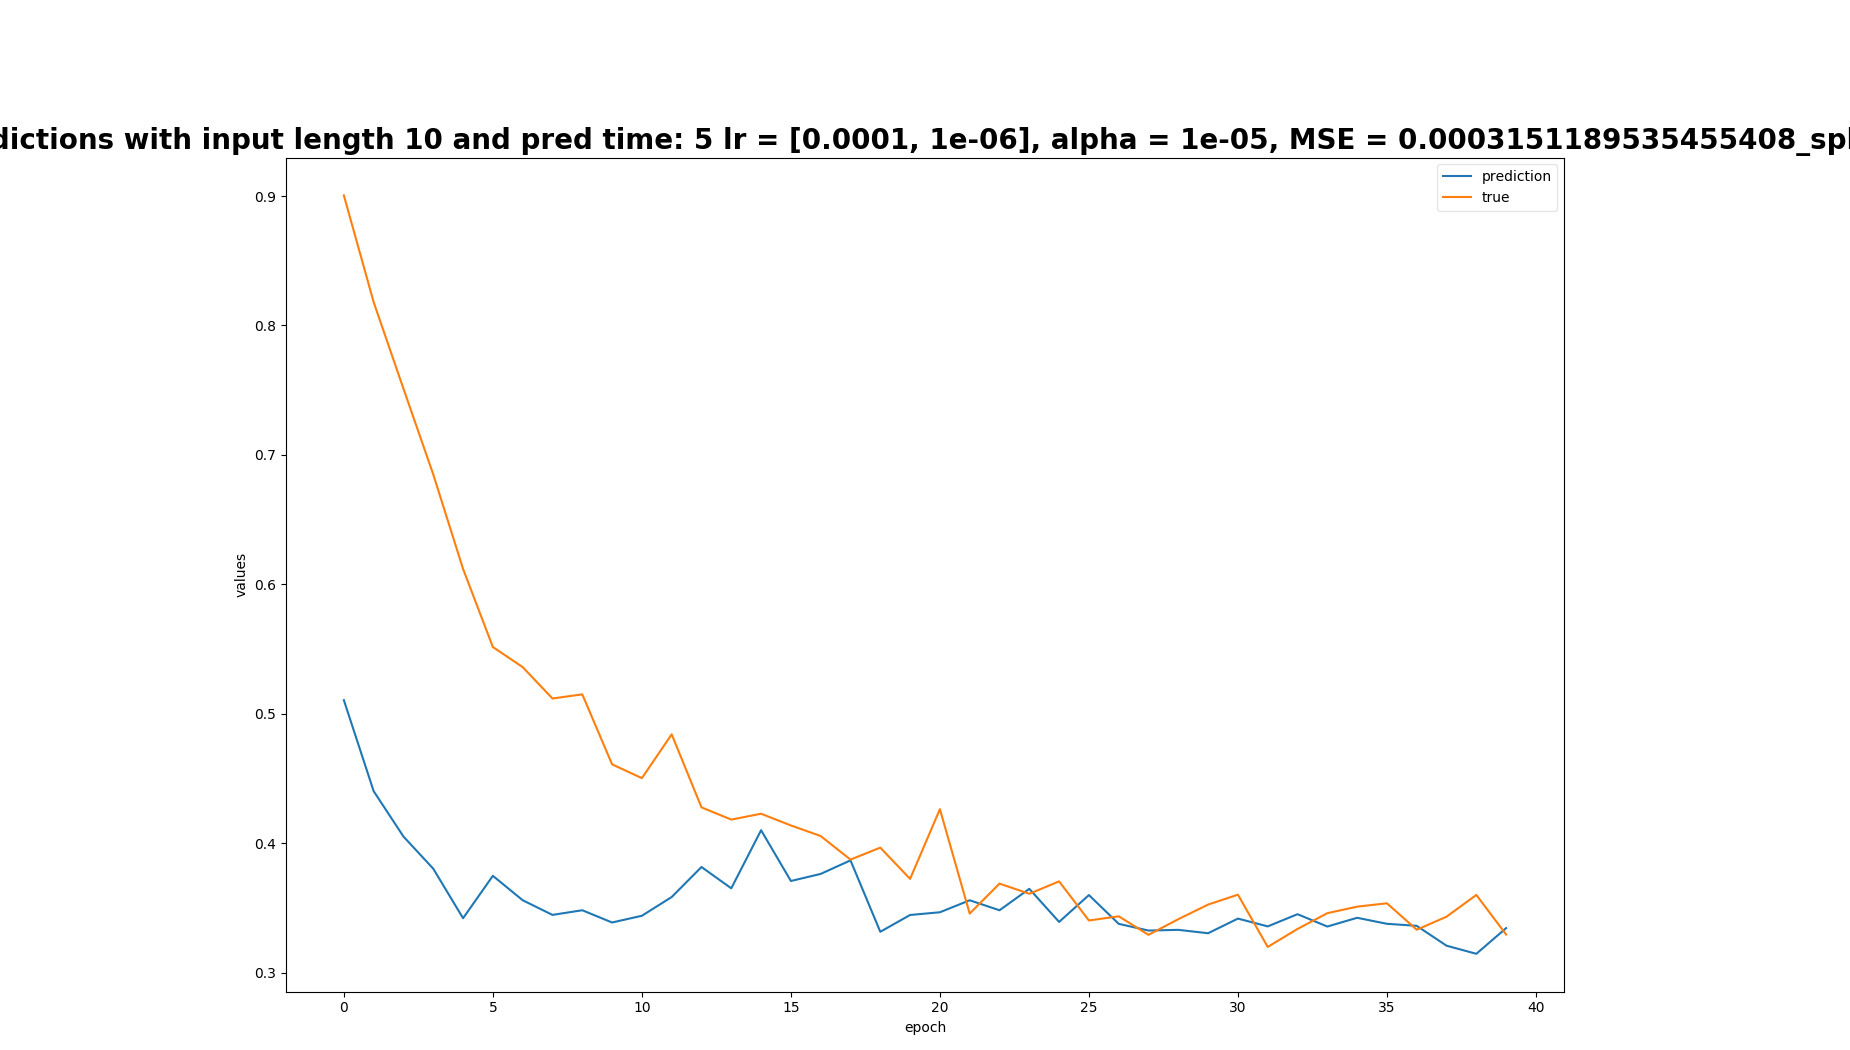 dictions with input length 10 and pred time: 5 lr = [0.0001, 1e-06], alpha = 1e-05, MSE = 0.0003151189535455408_spl
prediction
true
0.9
0.8
0.7
0.6
0.5
0.4
0.3
values
0 5 10 15 20 25 30 35 40
epoch